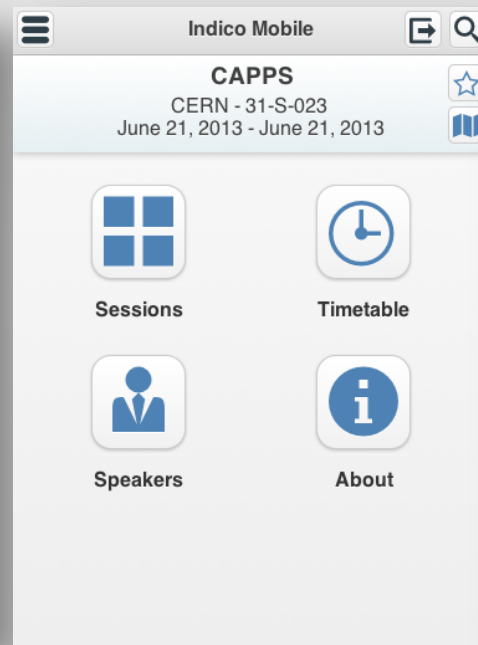 Indico Mobile
CAPPS
CERN - 31-S-023
June 21, 2013 - June 21, 2013
Sessions
Timetable
Speakers
About